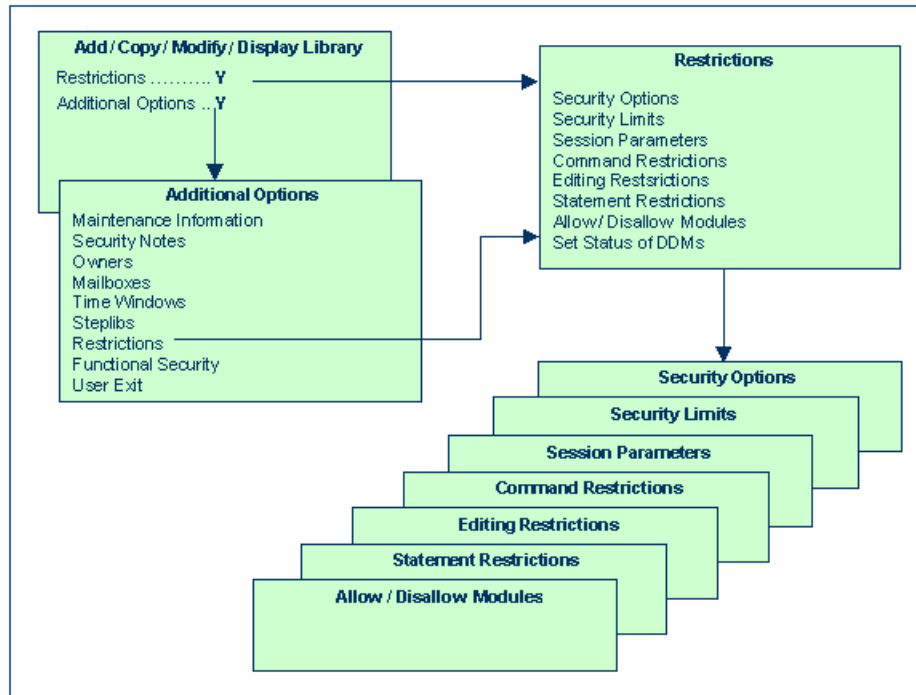 Add / Copy / Modify / Display Library
Restrictions .......... Y
Additional Options .. Y
Additional Options
Maintenance Information
Security Notes
Owners
Mailboxes
Time Windows
Steplibs
Restrictions
Functional Security
User Exit
Restrictions
Security Options
Security Limits
Session Parameters
Command Restrictions
Editing Restsrictions
Statement Restrictions
Allow / Disallow Modules
Set Status of DDMs
Security Options
Security Limits
Session Parameters
Command Restrictions
Editing Restrictions
Statement Restrictions
Allow / Disallow Modules